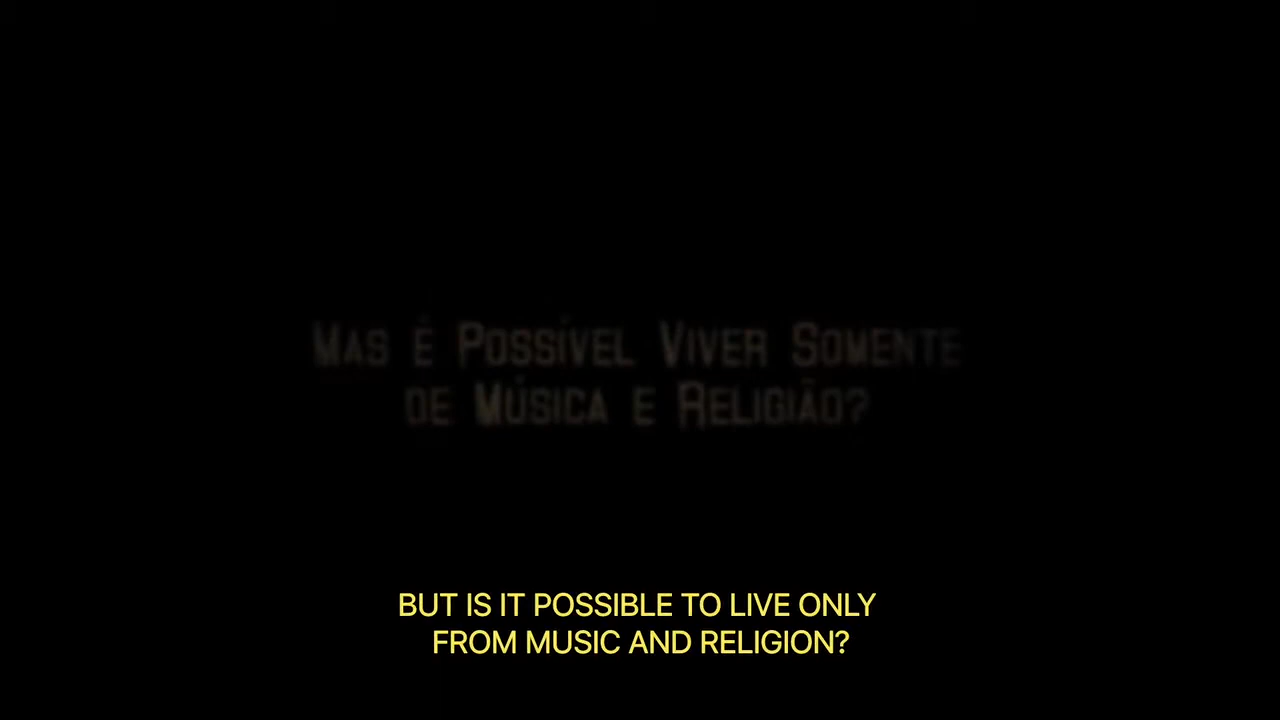 Mas É Possível Viver Somente
de Música e Religião?
BUT IS IT POSSIBLE TO LIVE ONLY
FROM MUSIC AND RELIGION?